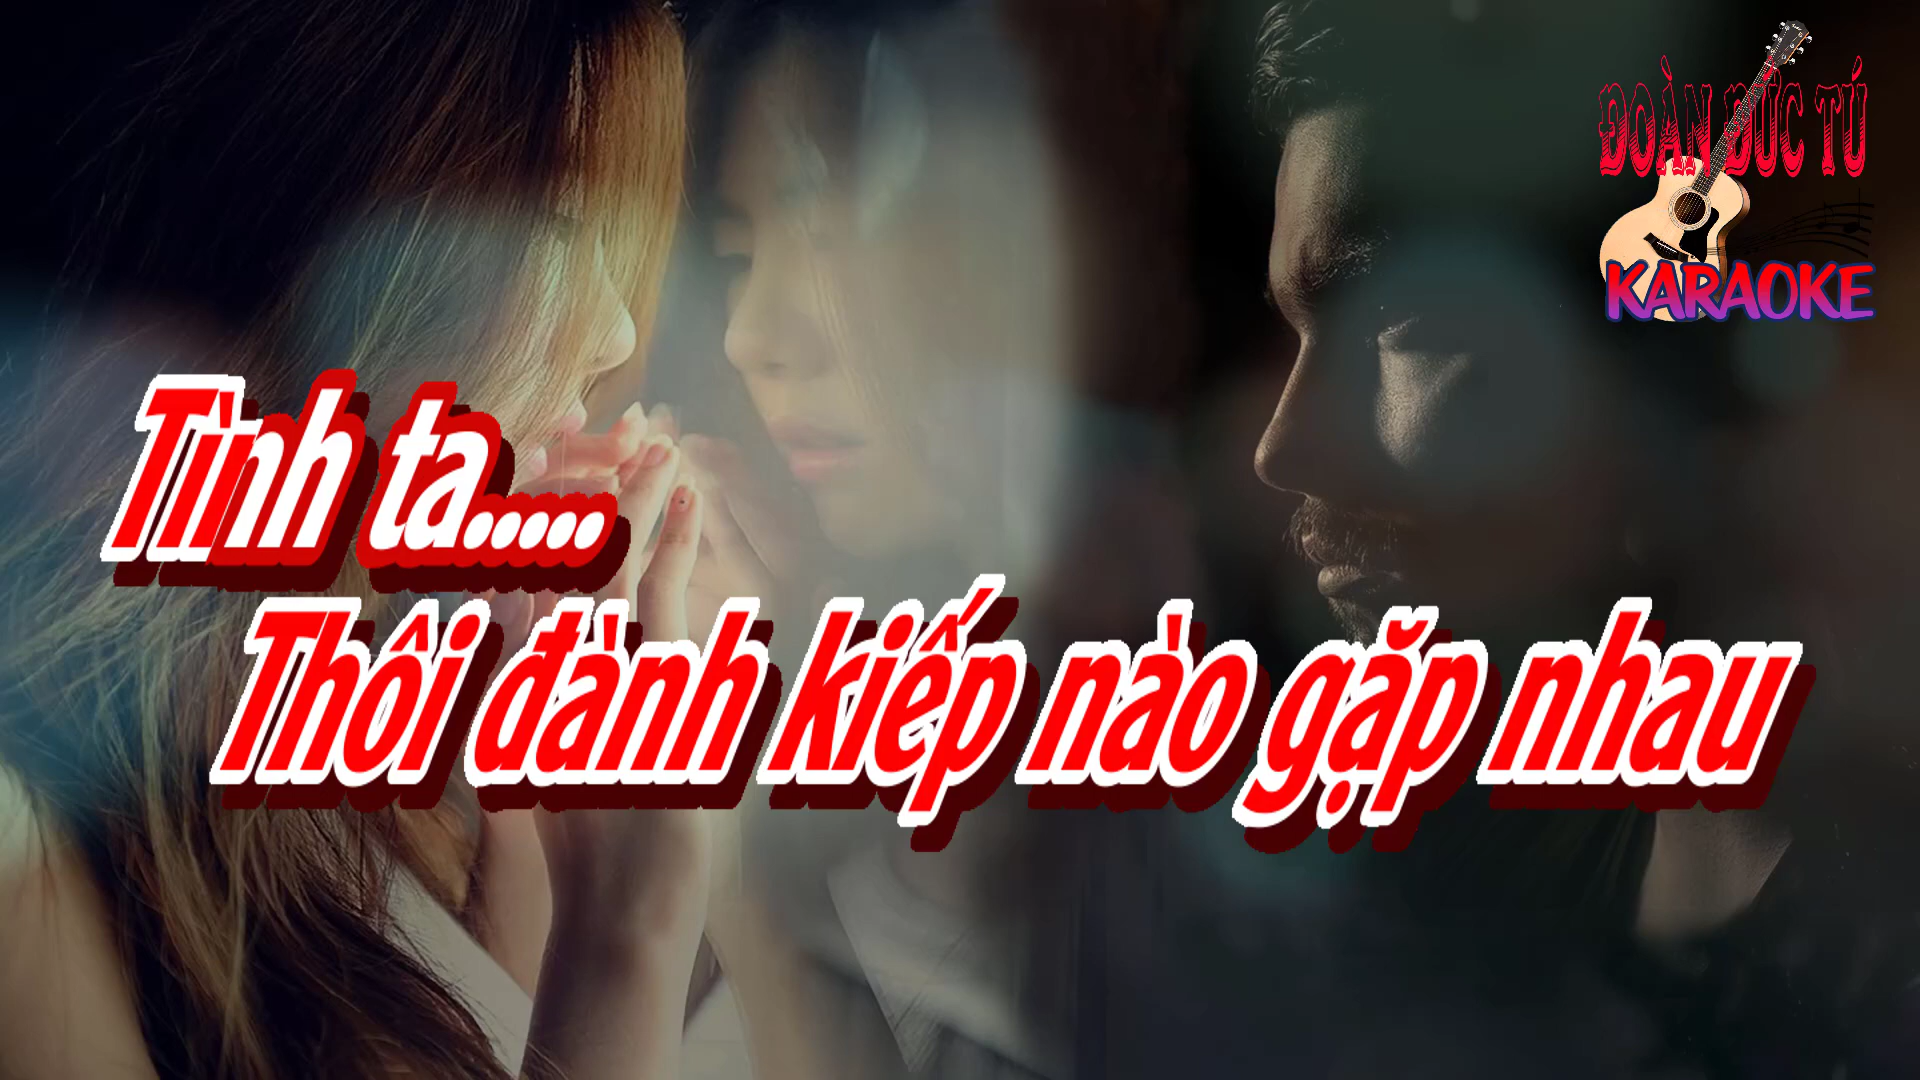 ĐOÀN ĐỨC TÚ
KARAOKE
Tình ta.....
Thôi đành kiếp nào gặp nhau